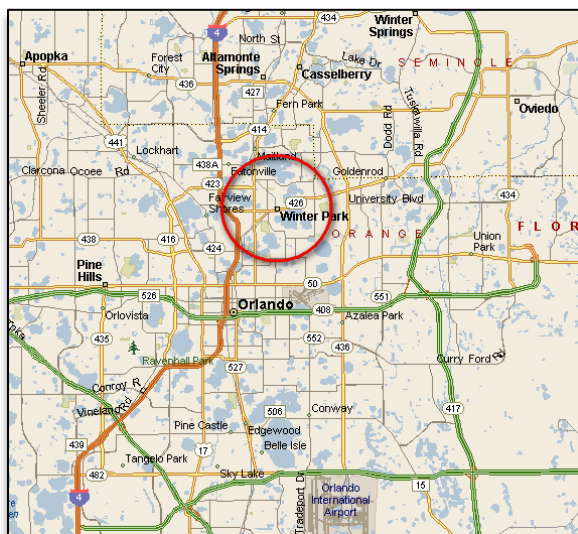 434
Winter
Springs
4
North St
Apopka
Forest
City
Altamonte
Springs
Lake Dr
Casselberry
SEMINOLE
436
427
Fern Park
Sheeler Rd
Dodd Rd
Tuskawilla Rd
Oviedo
441
414
Lockhart
Maitland
438A
Eatonville
Goldenrod
Clarcona Ocoee Rd
423
Fairview
Shores
426
University Blvd
434
Winter Park
438
416
424
ORANGE
Union
Park
FLOR
Pine
Hills
50
526
Orlando
408
551
Orlovista
Azalea Park
Taka
435
552
436
Ravenhall Park
Curry Ford Rd
527
Conroy R
Vineland Rd
506
Conway
417
Pine Castle
Edgewood
439
17
Belle Isle
Tangelo Park
482
Sky Lake
15
4
Tradeport Dr
Orlando
International
Airport